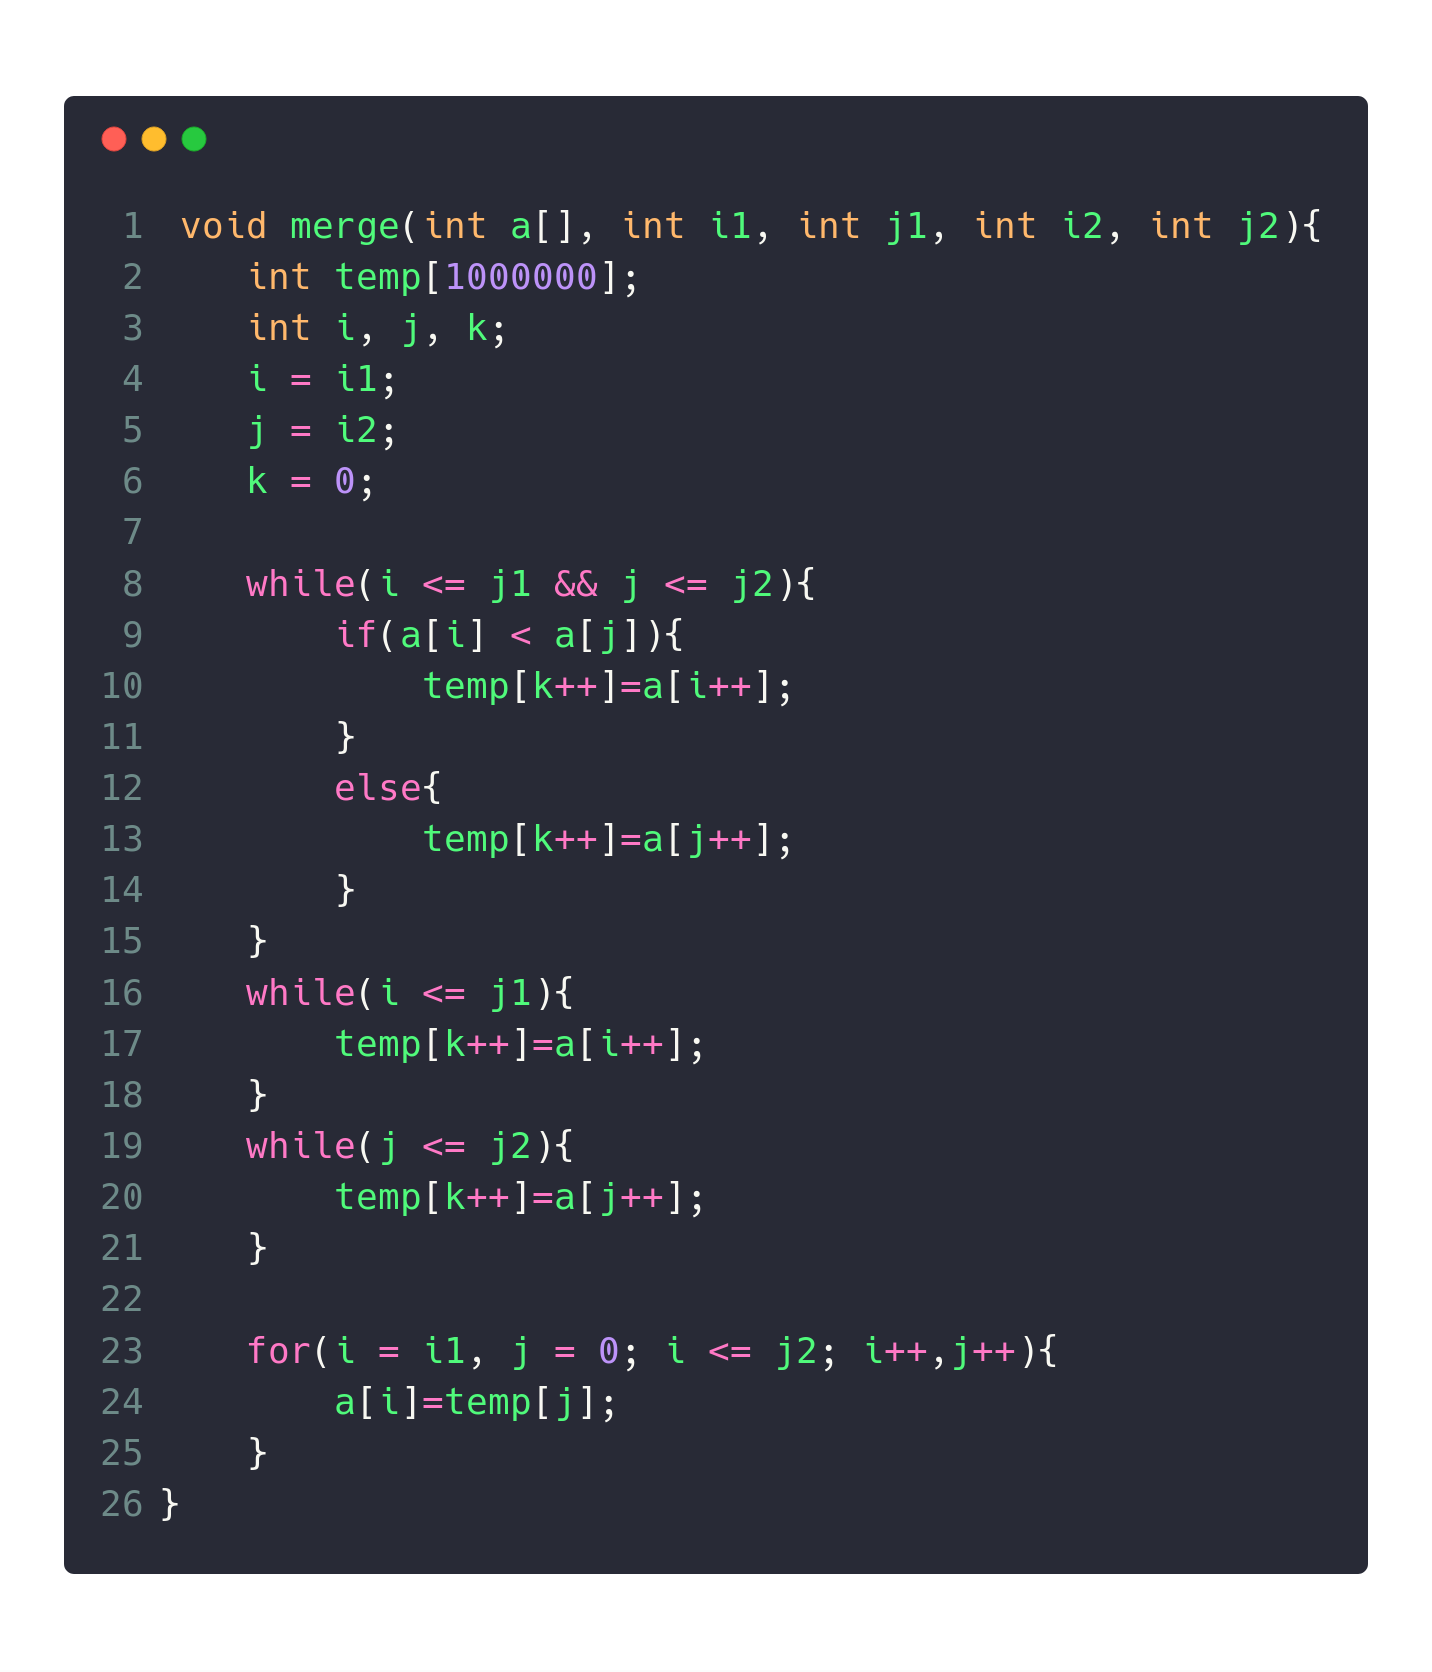 1 void merge(int a[], int i1, int j1, int i2, int j2){
2     int temp[1000000];
3     int i, j, k;
4     i = i1;
5     j = i2;
6     k = 0;
7
8     while(i <= j1 && j <= j2){
9         if(a[i] < a[j]){
10             temp[k++]=a[i++];
11         }
12         else{
13             temp[k++]=a[j++];
14         }
15     }
16     while(i <= j1){
17         temp[k++]=a[i++];
18     }
19     while(j <= j2){
20         temp[k++]=a[j++];
21     }
22
23     for(i = i1, j = 0; i <= j2; i++,j++){
24         a[i]=temp[j];
25     }
26 }